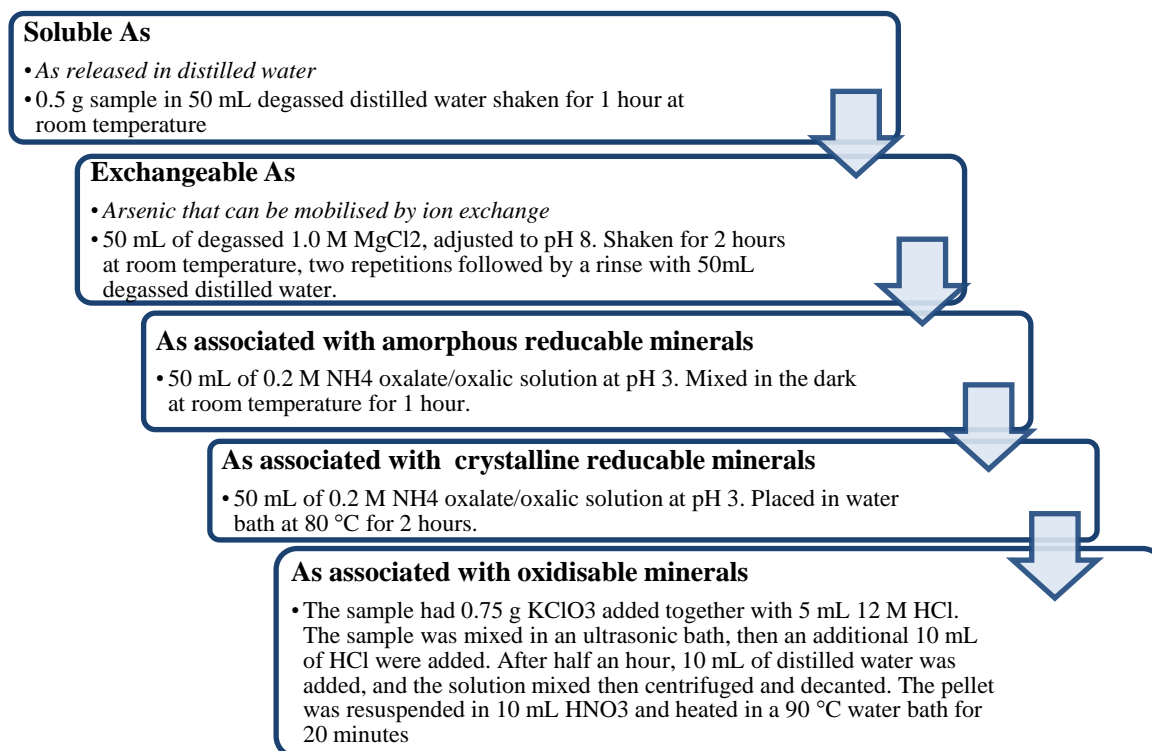 Soluble As
• As released in distilled water
• 0.5 g sample in 50 mL degassed distilled water shaken for 1 hour at
room temperature
Exchangeable As
• Arsenic that can be mobilised by ion exchange
• 50 mL of degassed 1.0 M MgCl2, adjusted to pH 8. Shaken for 2 hours
at room temperature, two repetitions followed by a rinse with 50mL
degassed distilled water.
As associated with amorphous reducable minerals
• 50 mL of 0.2 M NH4 oxalate/oxalic solution at pH 3. Mixed in the dark
at room temperature for 1 hour.
As associated with crystalline reducable minerals
• 50 mL of 0.2 M NH4 oxalate/oxalic solution at pH 3. Placed in water
bath at 80 °C for 2 hours.
As associated with oxidisable minerals
• The sample had 0.75 g KClO3 added together with 5 mL 12 M HCl.
The sample was mixed in an ultrasonic bath, then an additional 10 mL
of HCl were added. After half an hour, 10 mL of distilled water was
added, and the solution mixed then centrifuged and decanted. The pellet
was resuspended in 10 mL HNO3 and heated in a 90 °C water bath for
20 minutes